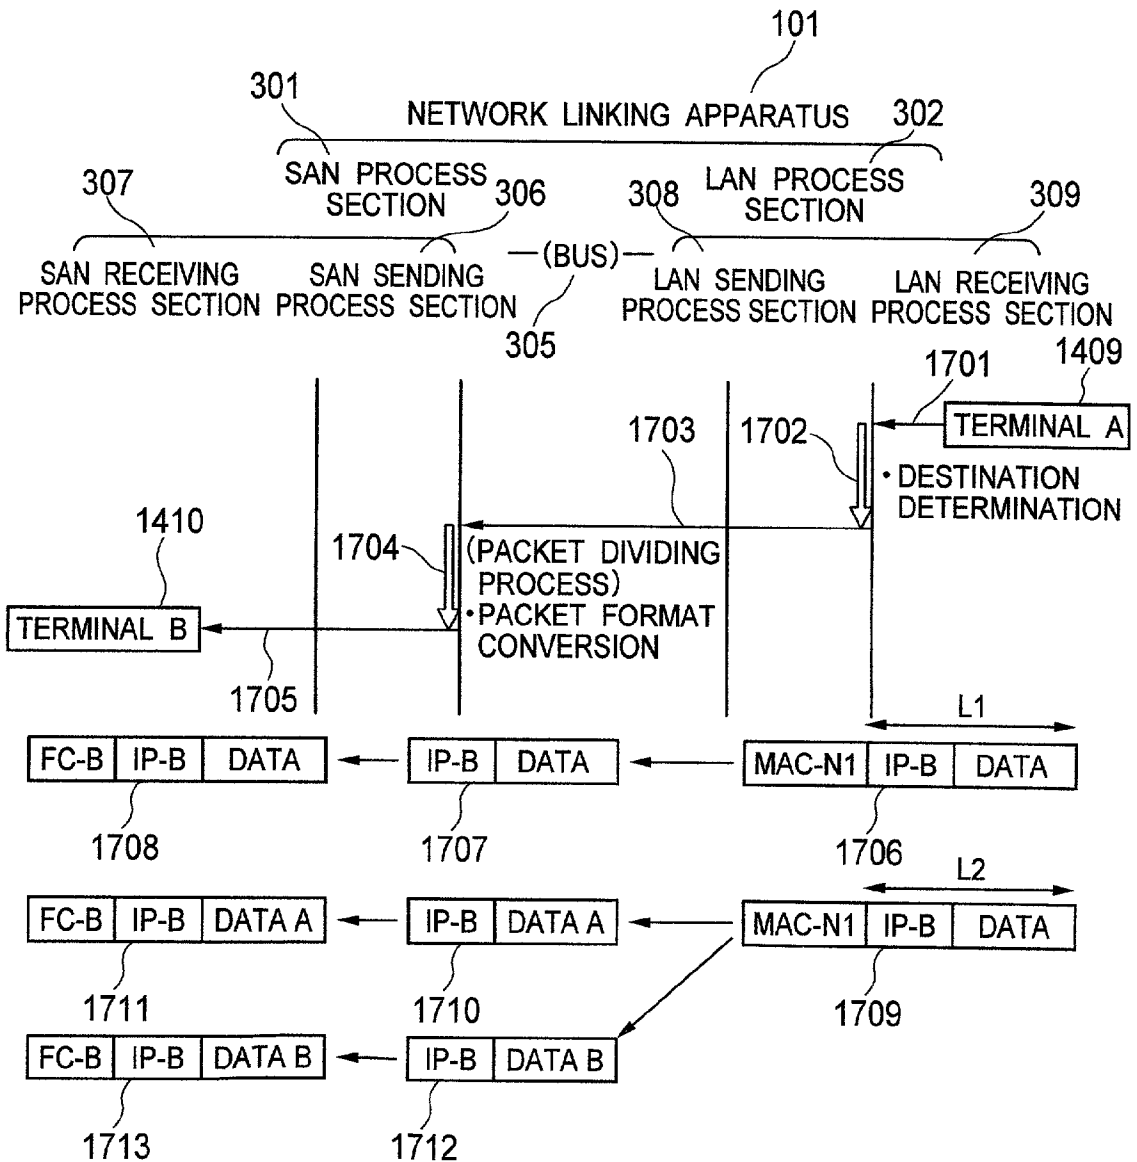 101
301
NETWORK LINKING APPARATUS
302
SAN PROCESS
SECTION
LAN PROCESS
SECTION
307
306
308
309
SAN RECEIVING
PROCESS SECTION
SAN SENDING
PROCESS SECTION
(BUS)
305
LAN SENDING
PROCESS SECTION
LAN RECEIVING
PROCESS SECTION
1701
1409
TERMINAL A
1703
1702
・DESTINATION
DETERMINATION
1410
1704
(PACKET DIVIDING
PROCESS)
・PACKET FORMAT
CONVERSION
TERMINAL B
1705
L1
FC-B IP-B DATA
IP-B DATA
MAC-N1 IP-B DATA
1708
1707
1706
L2
FC-B IP-B DATA A
IP-B DATA A
MAC-N1 IP-B DATA
1711
1710
1709
FC-B IP-B DATA B
IP-B DATA B
1713
1712